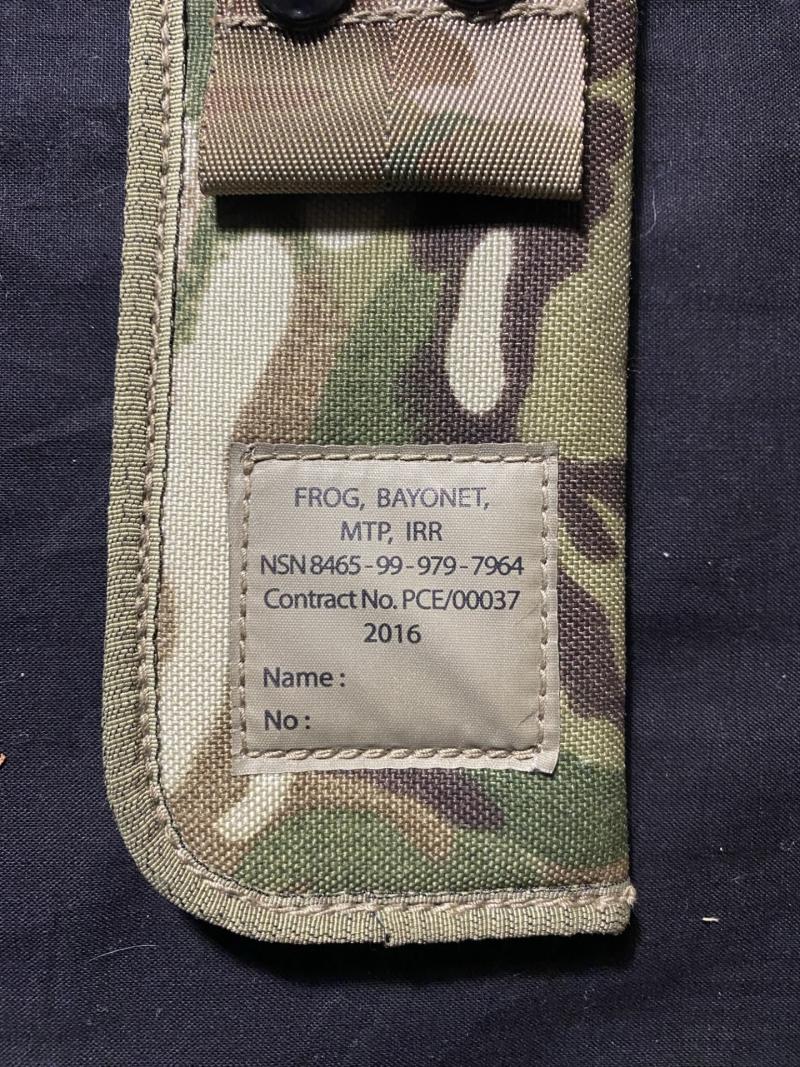 FROG, BAYONET,
MTP, IRR
NSN 8465-99-979-7964
Contract No. PCE/00037
2016
Name :
No :